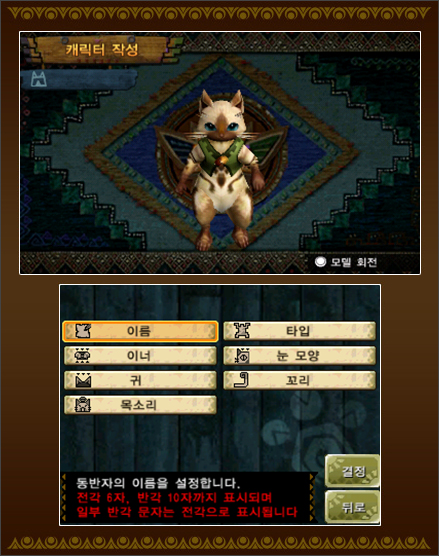 캐릭터 작성
모델 회전
이름
타입
이너
눈 모양
귀
꼬리
목소리
동반자의 이름을 설정합니다.
전각 6자, 반각 10자까지 표시되며
일부 반각 문자는 전각으로 표시됩니다
결정
뒤로